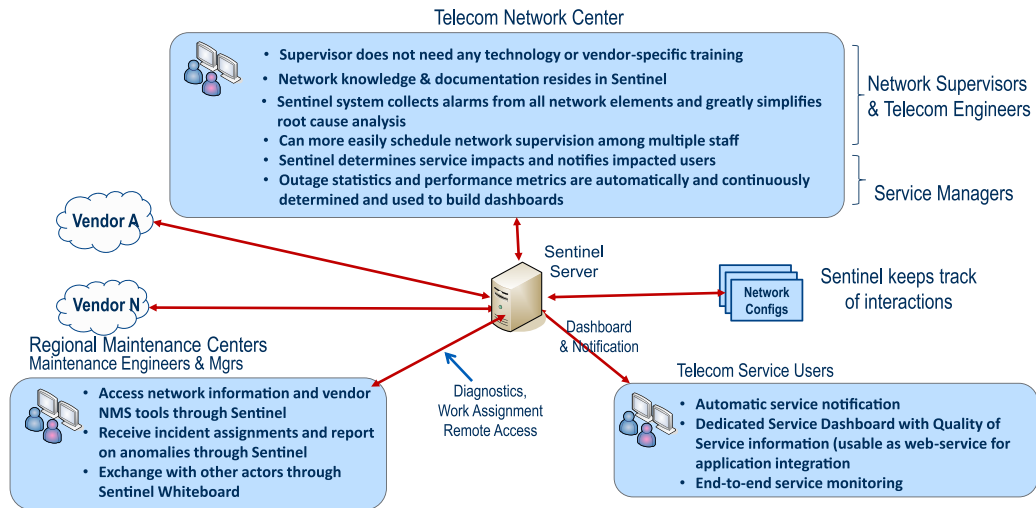 Telecom Network Center
• Supervisor does not need any technology or vendor-specific training
• Network knowledge & documentation resides in Sentinel
• Sentinel system collects alarms from all network elements and greatly simplifies
root cause analysis
• Can more easily schedule network supervision among multiple staff
• Sentinel determines service impacts and notifies impacted users
• Outage statistics and performance metrics are automatically and continuously
determined and used to build dashboards
Network Supervisors
& Telecom Engineers
Service Managers
Vendor A
Vendor N
Sentinel
Server
Network
Configs
Sentinel keeps track
of interactions
Dashboard
& Notification
Diagnostics,
Work Assignment
Remote Access
Regional Maintenance Centers
Maintenance Engineers & Mgrs
• Access network information and vendor
NMS tools through Sentinel
• Receive incident assignments and report
on anomalies through Sentinel
• Exchange with other actors through
Sentinel Whiteboard
Telecom Service Users
• Automatic service notification
• Dedicated Service Dashboard with Quality of
Service information (usable as web-service for
application integration
• End-to-end service monitoring